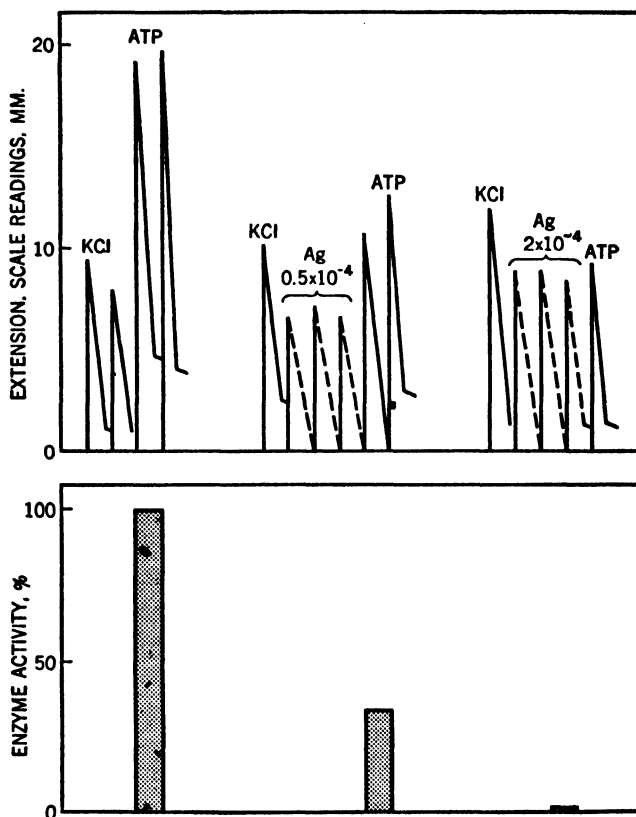 EXTENSION, SCALE READINGS, MM.
20
10
0
KCl
ATP
KCl
Ag
0.5x10⁻⁴
ATP
KCl
Ag
2x10⁻⁴
ATP
ENZYME ACTIVITY, %
100
50
0